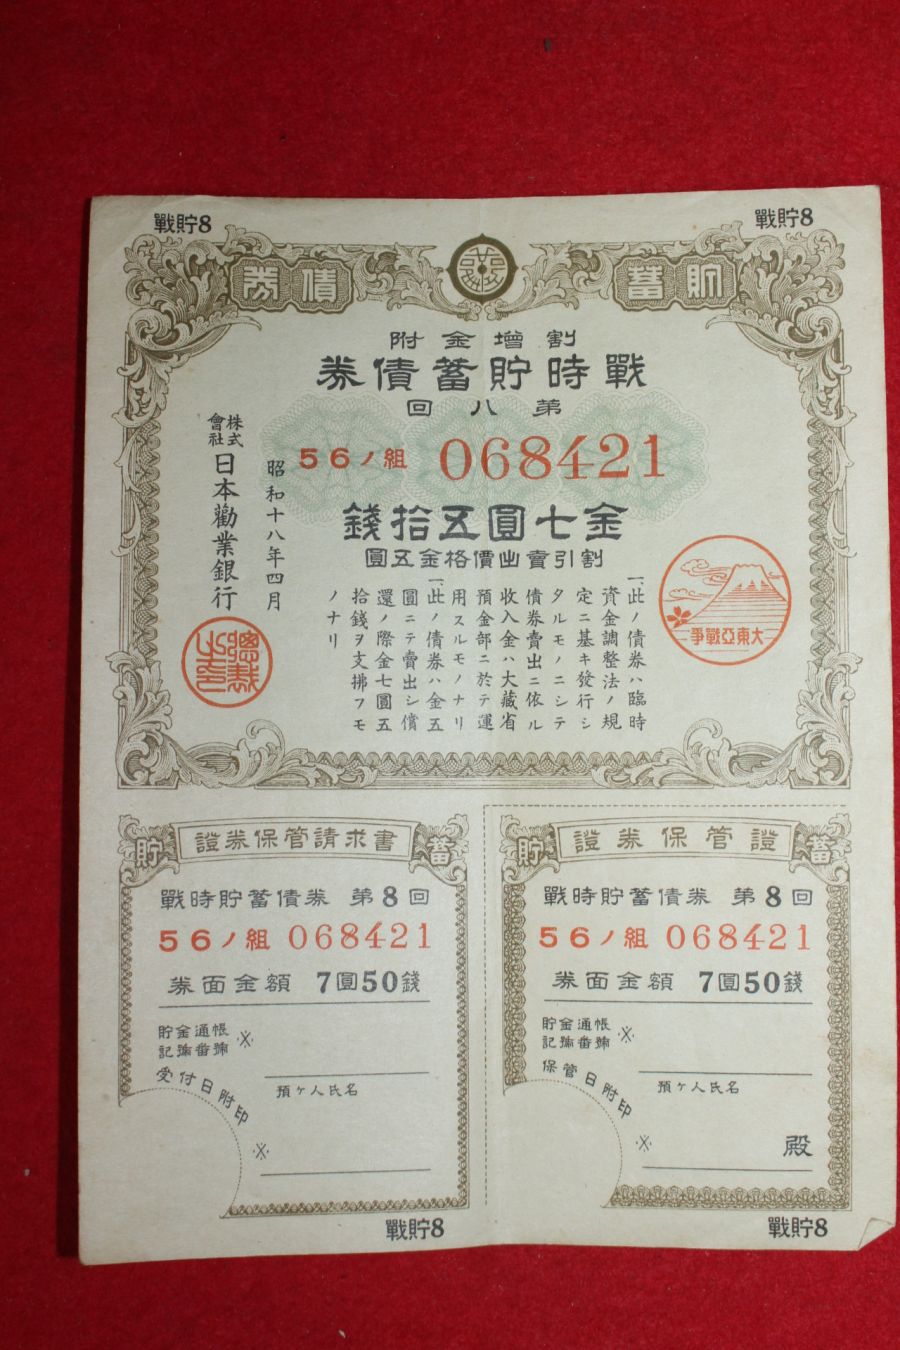 戰貯8
戰貯8
貯蓄
債券
割增金附
戰時貯蓄債券
第八回
56ノ組 068421
金七圓五拾錢
割引賣出價格金五圓
大東亞戰爭
一、此ノ債券ハ臨時
資金調整法ノ規
定ニ基キ發行シ
タルモノニシテ
債券賣出ニ依ル
收入金ハ大藏省
預金部ニ於テ運
用スルモノナリ
一、此ノ債券ハ金五
圓ニテ賣出シ償
還ノ際金七圓五
拾錢ヲ支拂フモ
ノナリ
昭和十八年四月
株式會社日本勸業銀行
總裁之印
證券保管請求書
貯
蓄
戰時貯蓄債券 第8回
56ノ組 068421
券面金額 7圓50錢
貯金通帳
記號番號
※
預ケ人氏名
受付日附印
※
戰貯8
證券保管證
貯
蓄
戰時貯蓄債券 第8回
56ノ組 068421
券面金額 7圓50錢
貯金通帳
記號番號
※
預ケ人氏名
保管日附印
※
殿
戰貯8